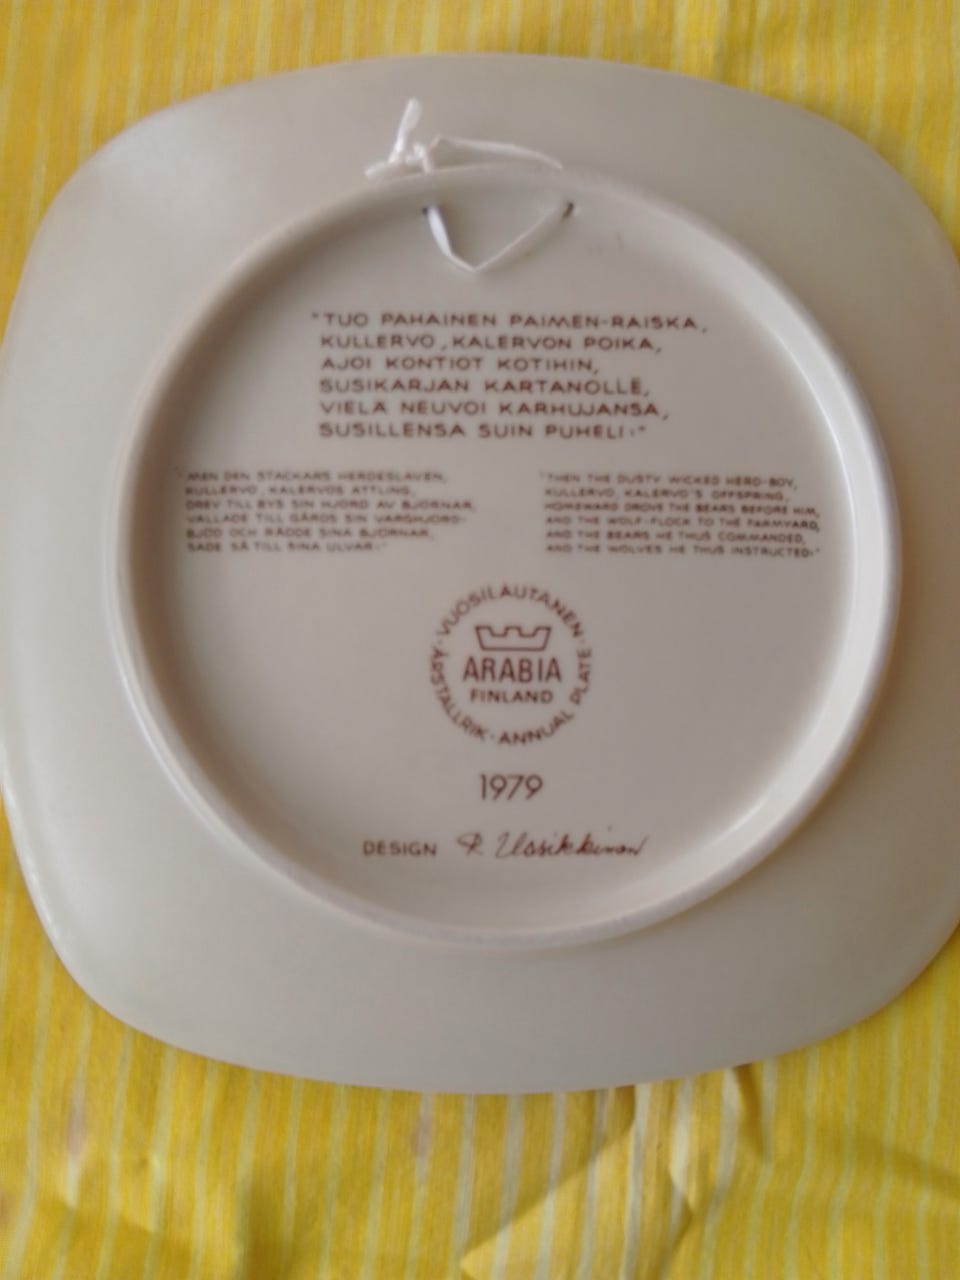 "TUO PAHAINEN PAIMEN-RAISKA,
KULLERVO, KALERVON POIKA,
AJOI KONTIOT KOTIHIN,
SUSIKARJAN KARTANOLLE,
VIELÄ NEUVOI KARHUJANSA,
SUSILLENSA SUIN PUHELI:"
"MEN DEN STACKARS HERDESLAVEN,
KULLERVO, KALERVOS ÄTTLING,
DREV TILL BYS SIN HJORD AV BJÖRNAR,
VALLADE TILL GÅRDS SIN VARGHJORD-
BJÖD OCH RÅDDE SINA BJÖRNAR,
SADE SÅ TILL SINA ULVAR:"
"THEN THE DUSTY WICKED HERD-BOY,
KULLERVO, KALERVO'S OFFSPRING,
HOMEWARD DROVE THE BEARS BEFORE HIM,
AND THE WOLF-FLOCK TO THE FARMYARD,
AND THE BEARS HE THUS COMMANDED,
AND THE WOLVES HE THUS INSTRUCTED:"
VUOSILAUTANEN · ANNUAL PLATE · ÅRSTALLRIK ·
ARABIA
FINLAND
1979
DESIGN R. Uosikkinen